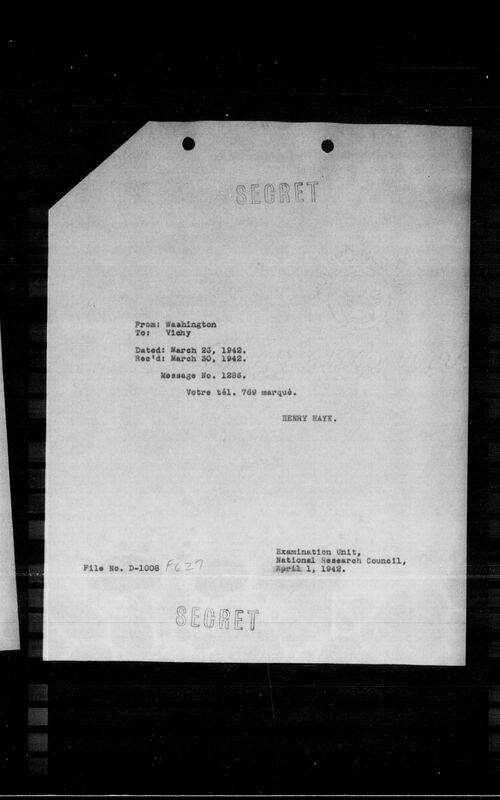 SECRET
From: Washington
To: Vichy
Dated: March 23, 1942.
Rec'd: March 30, 1942.
Message No. 1286.
Votre tél. 769 marqué.
HENRY HAYE.
Examination Unit,
National Research Council,
April 1, 1942.
File No. D-1008 F627
SECRET